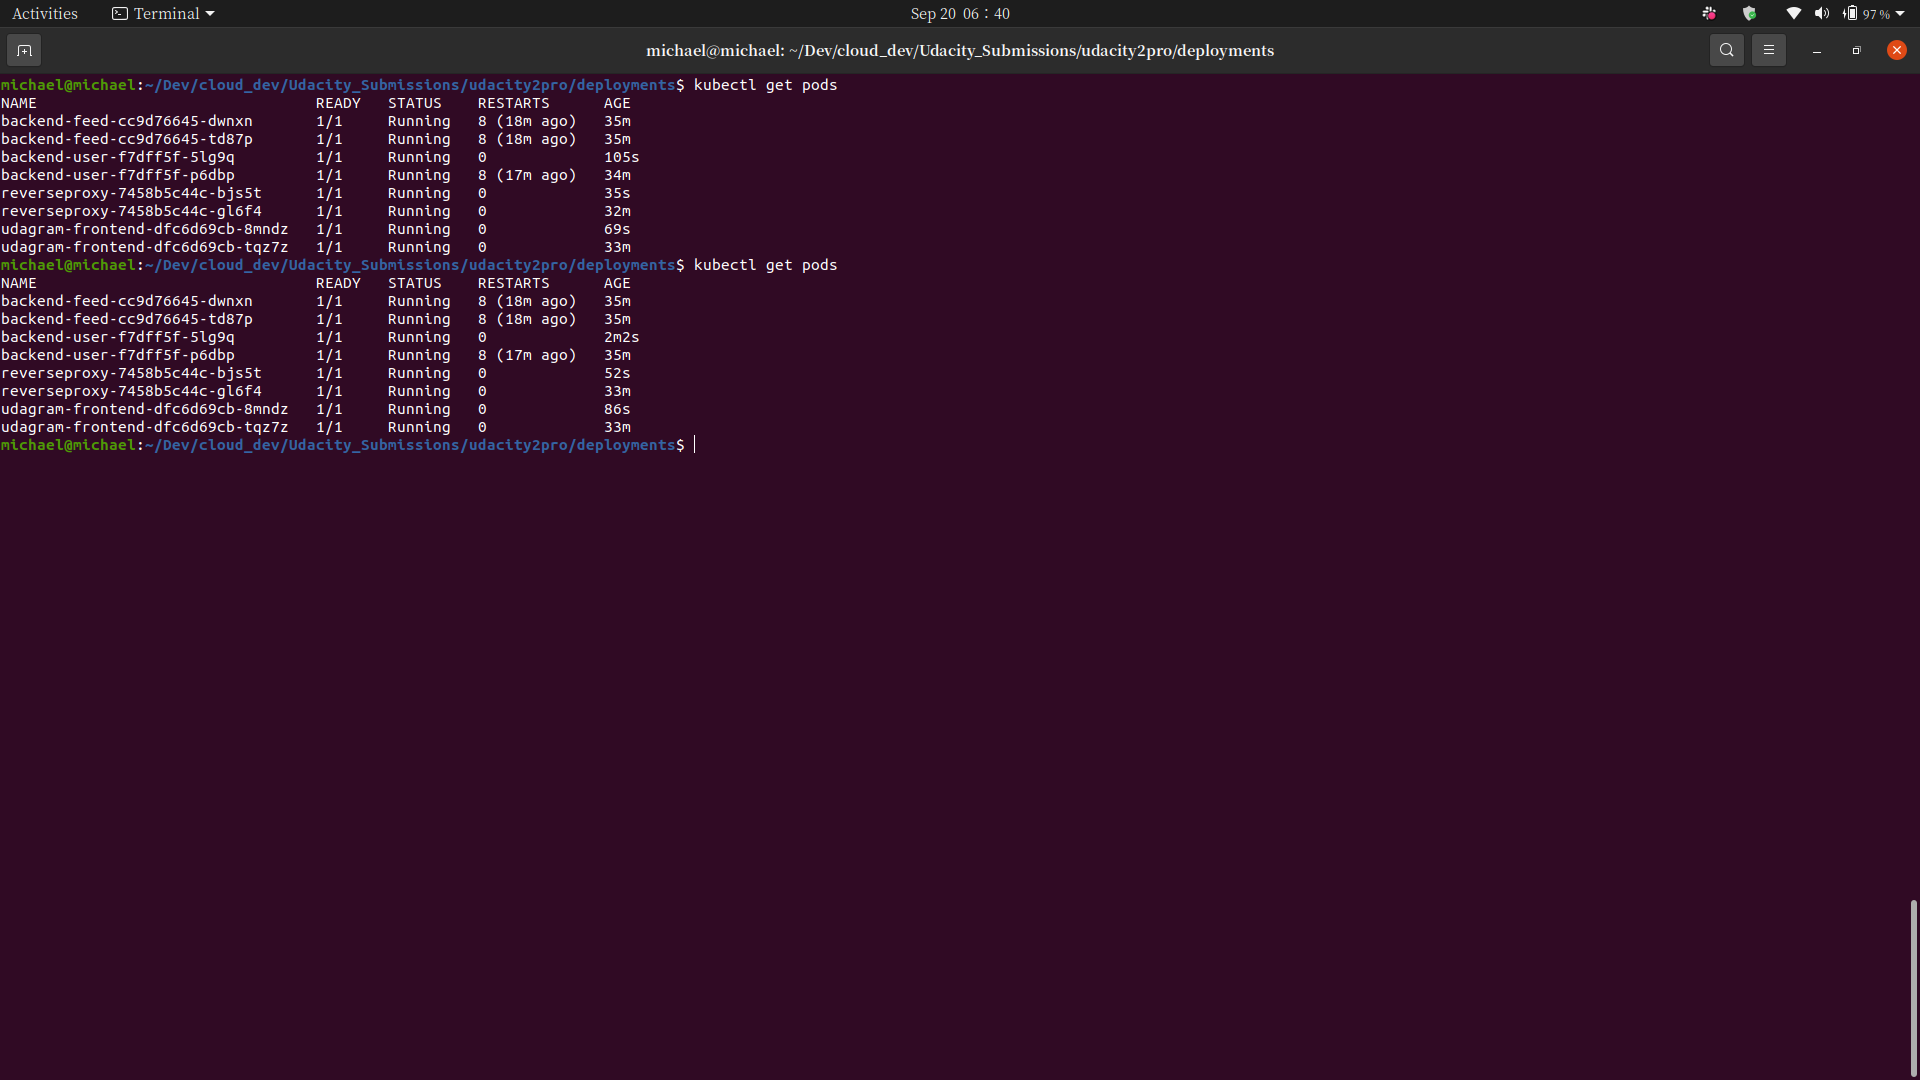 Activities Terminal Sep 20 06:40 97 %
michael@michael: ~/Dev/cloud_dev/Udacity_Submissions/udacity2pro/deployments
michael@michael:~/Dev/cloud_dev/Udacity_Submissions/udacity2pro/deployments$ kubectl get pods
NAME READY STATUS RESTARTS AGE
backend-feed-cc9d76645-dwnxn 1/1 Running 8 (18m ago) 35m
backend-feed-cc9d76645-td87p 1/1 Running 8 (18m ago) 35m
backend-user-f7dff5f-5lg9q 1/1 Running 0 105s
backend-user-f7dff5f-p6dbp 1/1 Running 8 (17m ago) 34m
reverseproxy-7458b5c44c-bjs5t 1/1 Running 0 35s
reverseproxy-7458b5c44c-gl6f4 1/1 Running 0 32m
udagram-frontend-dfc6d69cb-8mndz 1/1 Running 0 69s
udagram-frontend-dfc6d69cb-tqz7z 1/1 Running 0 33m
michael@michael:~/Dev/cloud_dev/Udacity_Submissions/udacity2pro/deployments$ kubectl get pods
NAME READY STATUS RESTARTS AGE
backend-feed-cc9d76645-dwnxn 1/1 Running 8 (18m ago) 35m
backend-feed-cc9d76645-td87p 1/1 Running 8 (18m ago) 35m
backend-user-f7dff5f-5lg9q 1/1 Running 0 2m2s
backend-user-f7dff5f-p6dbp 1/1 Running 8 (17m ago) 35m
reverseproxy-7458b5c44c-bjs5t 1/1 Running 0 52s
reverseproxy-7458b5c44c-gl6f4 1/1 Running 0 33m
udagram-frontend-dfc6d69cb-8mndz 1/1 Running 0 86s
udagram-frontend-dfc6d69cb-tqz7z 1/1 Running 0 33m
michael@michael:~/Dev/cloud_dev/Udacity_Submissions/udacity2pro/deployments$